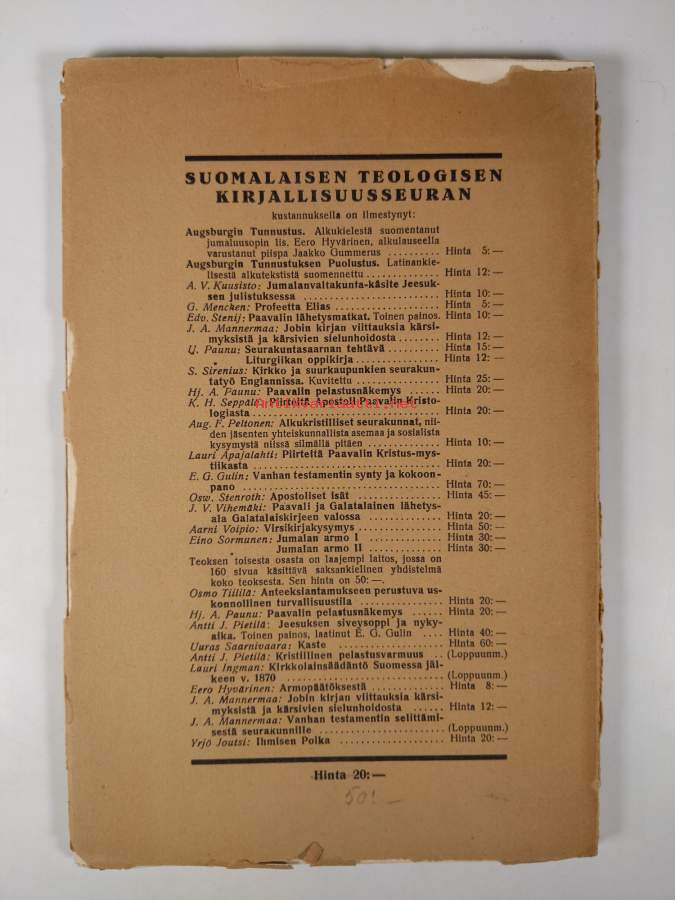 SUOMALAISEN TEOLOGISEN
KIRJALLISUUSSEURAN
kustannuksella on ilmestynyt:
Augsburgin Tunnustus. Alkukielestä suomentanut
jumaluusopin lis. Eero Hyvärinen, alkulauseella
varustanut piispa Jaakko Gummerus .......... Hinta 5: —
Augsburgin Tunnustuksen Puolustus. Latinankie-
lisestä alkutekstistä suomennettu .............. Hinta 12: —
A. V. Kuusisto: Jumalanvaltakunta-käsite Jeesuk-
sen julistuksessa ............................ Hinta 10: —
G. Mencken: Profeetta Elias .................... Hinta 5: —
Edv. Stenij: Paavalin lähetysmatkat. Toinen painos. Hinta 10: —
J. A. Mannermaa: Jobin kirjan viittauksia kärsi-
myksistä ja kärsivien sielunhoidosta ........ Hinta 12: —
U. Paunu: Seurakuntasaarnan tehtävä .......... Hinta 15: —
Liturgiikan oppikirja .............. Hinta 12: —
S. Sirenius: Kirkko ja suurkaupunkien seurakun-
tatyö Englannissa. Kuvitettu .................. Hinta 25: —
Hj. A. Paunu: Paavalin pelastusnäkemys ...... Hinta 20: —
K. H. Seppälä: Piirteitä Apostoli Paavalin Kristo-
logiasta .................................... Hinta 20: —
Antikvariaatti.net
Aug. F. Peltonen: Alkukristilliset seurakunnat, nii-
den jäsenten yhteiskunnallista asemaa ja sosialista
kysymystä niissä silmällä pitäen .............. Hinta 10: —
Lauri Apajalahti: Piirteitä Paavalin Kristus-mys-
tiikasta .................................... Hinta 20: —
E. G. Gulin: Vanhan testamentin synty ja kokoon-
pano ...................................... Hinta 70: —
Osw. Stenroth: Apostoliset isät ................ Hinta 45: —
J. V. Vihemäki: Paavali ja Galatalainen lähetys-
ala Galatalaiskirjeen valossa ................ Hinta 20: —
Aarni Voipio: Virsikirjakysymys ................ Hinta 50: —
Eino Sormunen: Jumalan armo I .............. Hinta 30: —
Jumalan armo II .............. Hinta 30: —
Teoksen toisesta osasta on laajempi laitos, jossa on
160 sivua käsittävä saksankielinen yhdistelmä
koko teoksesta. Sen hinta on 50: —.
Osmo Tiililä: Anteeksiantamukseen perustuva us-
konnollinen turvallisuustila .................. Hinta 20: —
Hj. A. Paunu: Paavalin pelastusnäkemys ...... Hinta 20: —
Antti J. Pietilä: Jeesuksen siveysoppi ja nyky-
aika. Toinen painos, laatinut E. G. Gulin .... Hinta 40: —
Uuras Saarnivaara: Kaste .................... Hinta 60: —
Antti J. Pietilä: Kristillinen pelastusvarmuus .. (Loppuunm.)
Lauri Ingman: Kirkkolainsäädäntö Suomessa jäl-
keen v. 1870 .............................. (Loppuunm.)
Eero Hyvärinen: Armopäätöksestä ............ Hinta 8: —
J. A. Mannermaa: Jobin kirjan viittauksia kärsi-
myksistä ja kärsivien sielunhoidosta ...... Hinta 12: —
J. A. Mannermaa: Vanhan testamentin selittämi-
sestä seurakunnille ........................ (Loppuunm.)
Yrjö Joutsi: Ihmisen Poika .................. Hinta 20: —
Hinta 20: —
50: —